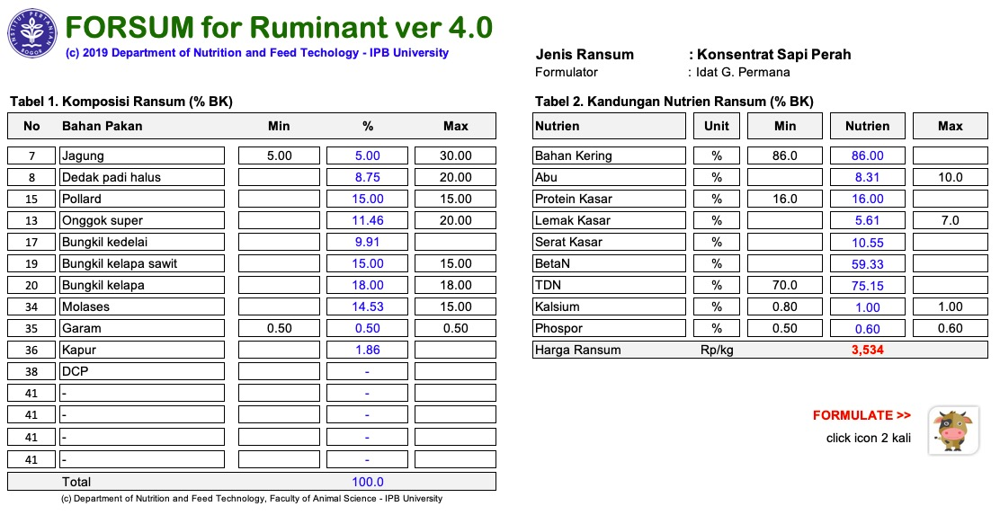 INSTITUT PERTANIAN
BOGOR
FORSUM for Ruminant ver 4.0
(c) 2019 Department of Nutrition and Feed Techology - IPB University
Jenis Ransum : Konsentrat Sapi Perah
Formulator : Idat G. Permana
Tabel 1. Komposisi Ransum (% BK)
No Bahan Pakan Min % Max
7 Jagung 5.00 5.00 30.00
8 Dedak padi halus 8.75 20.00
15 Pollard 15.00 15.00
13 Onggok super 11.46 20.00
17 Bungkil kedelai 9.91
19 Bungkil kelapa sawit 15.00 15.00
20 Bungkil kelapa 18.00 18.00
34 Molases 14.53 15.00
35 Garam 0.50 0.50 0.50
36 Kapur 1.86
38 DCP -
41 - -
41 - -
41 - -
41 - -
Total 100.0
(c) Department of Nutrition and Feed Technology, Faculty of Animal Science - IPB University
Tabel 2. Kandungan Nutrien Ransum (% BK)
Nutrien Unit Min Nutrien Max
Bahan Kering % 86.0 86.00
Abu % 8.31 10.0
Protein Kasar % 16.0 16.00
Lemak Kasar % 5.61 7.0
Serat Kasar % 10.55
BetaN % 59.33
TDN % 70.0 75.15
Kalsium % 0.80 1.00 1.00
Phospor % 0.50 0.60 0.60
Harga Ransum Rp/kg 3,534
FORMULATE >>
click icon 2 kali